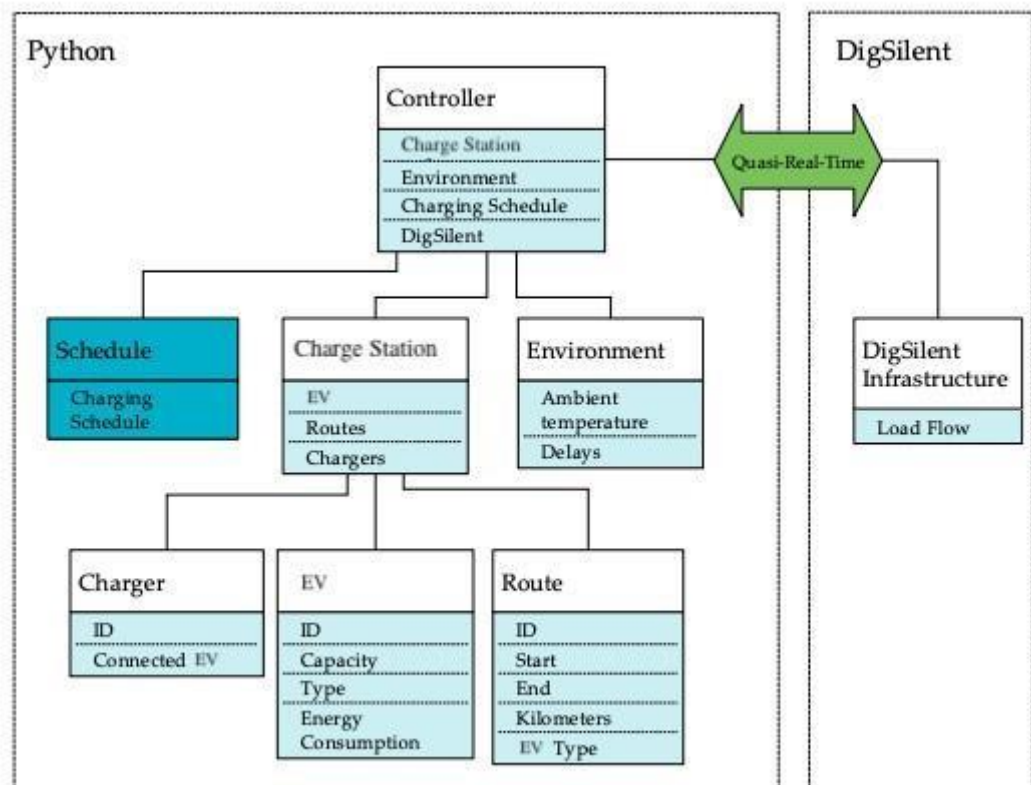 Python
DigSilent
Controller
Charge Station
Environment
Charging Schedule
DigSilent
Quasi-Real-Time
Schedule
Charging
Schedule
Charge Station
EV
Routes
Chargers
Environment
Ambient
temperature
Delays
DigSilent
Infrastructure
Load Flow
Charger
ID
Connected EV
EV
ID
Capacity
Type
Energy
Consumption
Route
ID
Start
End
Kilometers
EV Type